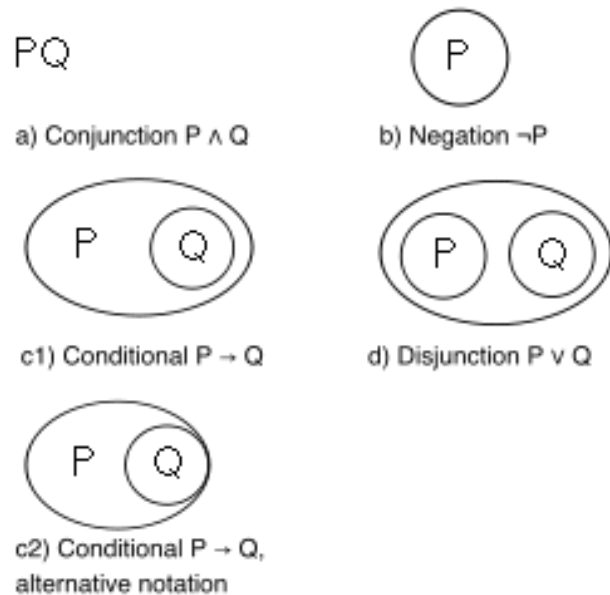 PQ
P
a) Conjunction P ∧ Q
b) Negation ¬P
P
Q
P
Q
c1) Conditional P → Q
d) Disjunction P ∨ Q
P
Q
c2) Conditional P → Q,
alternative notation